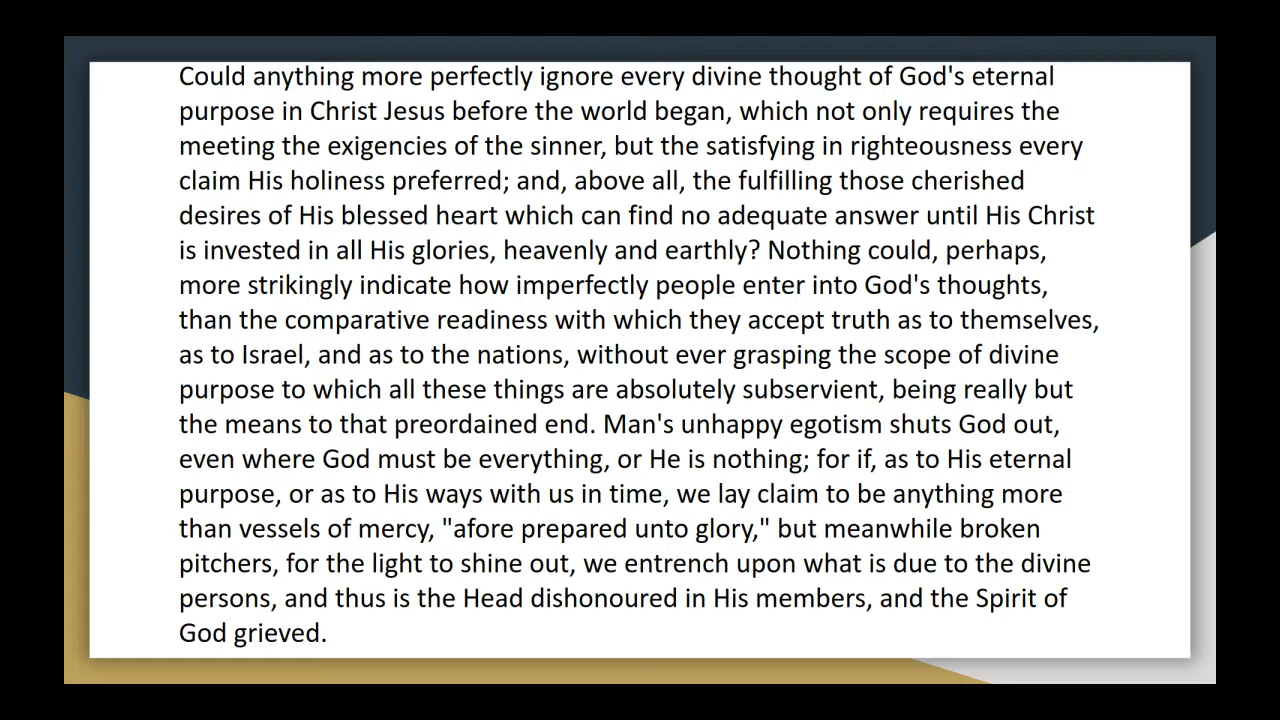 Could anything more perfectly ignore every divine thought of God's eternal
purpose in Christ Jesus before the world began, which not only requires the
meeting the exigencies of the sinner, but the satisfying in righteousness every
claim His holiness preferred; and, above all, the fulfilling those cherished
desires of His blessed heart which can find no adequate answer until His Christ
is invested in all His glories, heavenly and earthly? Nothing could, perhaps,
more strikingly indicate how imperfectly people enter into God's thoughts,
than the comparative readiness with which they accept truth as to themselves,
as to Israel, and as to the nations, without ever grasping the scope of divine
purpose to which all these things are absolutely subservient, being really but
the means to that preordained end. Man's unhappy egotism shuts God out,
even where God must be everything, or He is nothing; for if, as to His eternal
purpose, or as to His ways with us in time, we lay claim to be anything more
than vessels of mercy, "afore prepared unto glory," but meanwhile broken
pitchers, for the light to shine out, we entrench upon what is due to the divine
persons, and thus is the Head dishonoured in His members, and the Spirit of
God grieved.